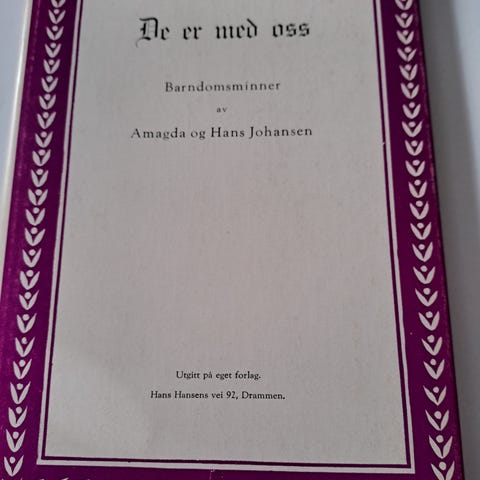 De er med oss
Barndomsminner
av
Amagda og Hans Johansen
Utgitt på eget forlag.
Hans Hansens vei 92, Drammen.